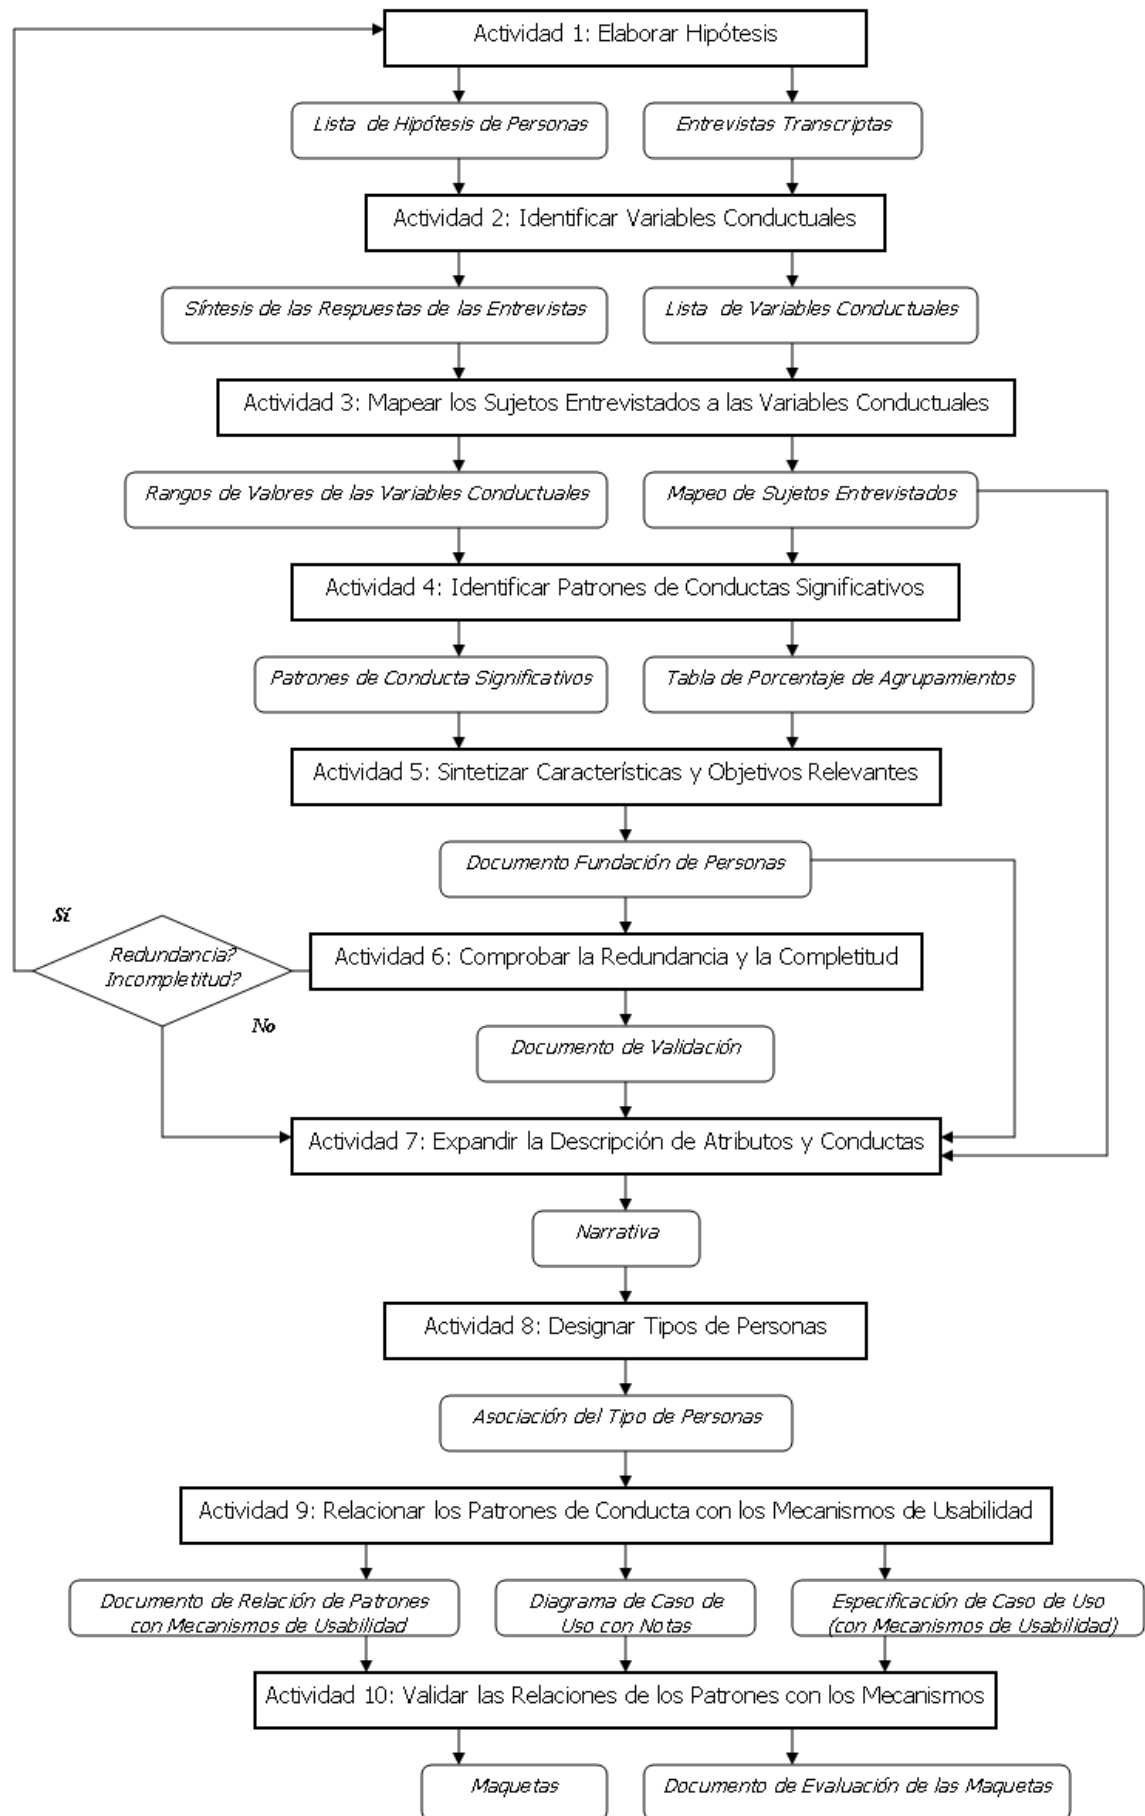 Actividad 1: Elaborar Hipótesis
Lista de Hipótesis de Personas
Entrevistas Transcriptas
Actividad 2: Identificar Variables Conductuales
Síntesis de las Respuestas de las Entrevistas
Lista de Variables Conductuales
Actividad 3: Mapear los Sujetos Entrevistados a las Variables Conductuales
Rangos de Valores de las Variables Conductuales
Mapeo de Sujetos Entrevistados
Actividad 4: Identificar Patrones de Conductas Significativos
Patrones de Conducta Significativos
Tabla de Porcentaje de Agrupamientos
Actividad 5: Sintetizar Características y Objetivos Relevantes
Documento Fundación de Personas
Sí
Redundancia?
Incompletitud?
Actividad 6: Comprobar la Redundancia y la Completitud
No
Documento de Validación
Actividad 7: Expandir la Descripción de Atributos y Conductas
Narrativa
Actividad 8: Designar Tipos de Personas
Asociación del Tipo de Personas
Actividad 9: Relacionar los Patrones de Conducta con los Mecanismos de Usabilidad
Documento de Relación de Patrones
con Mecanismos de Usabilidad
Diagrama de Caso de
Uso con Notas
Especificación de Caso de Uso
(con Mecanismos de Usabilidad)
Actividad 10: Validar las Relaciones de los Patrones con los Mecanismos
Maquetas
Documento de Evaluación de las Maquetas